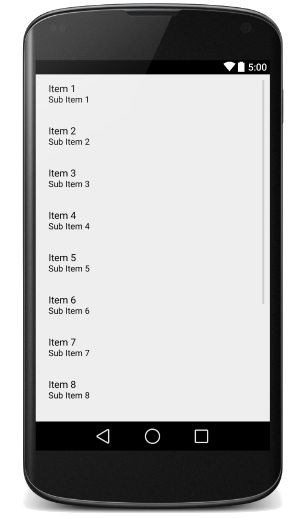 5:00
Item 1
Sub Item 1
Item 2
Sub Item 2
Item 3
Sub Item 3
Item 4
Sub Item 4
Item 5
Sub Item 5
Item 6
Sub Item 6
Item 7
Sub Item 7
Item 8
Sub Item 8